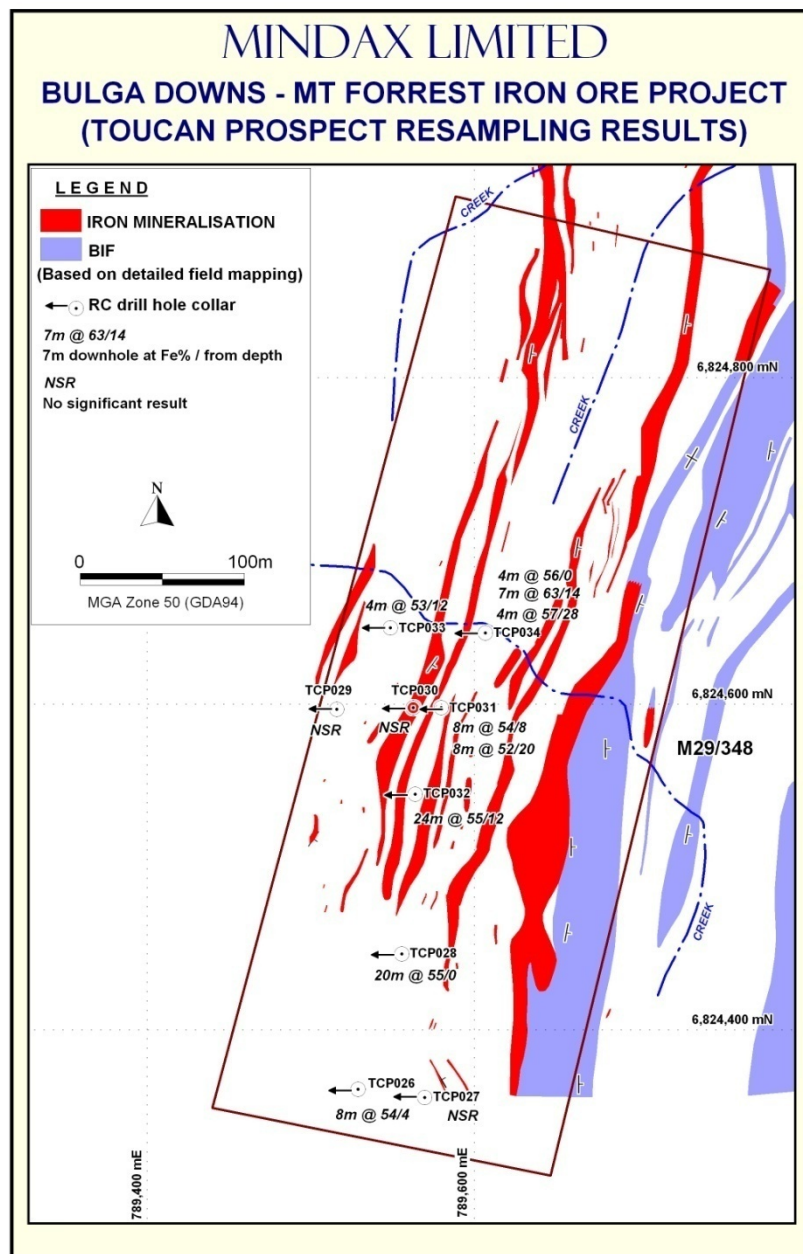 MINDAX LIMITED
BULGA DOWNS - MT FORREST IRON ORE PROJECT
(TOUCAN PROSPECT RESAMPLING RESULTS)
LEGEND
IRON MINERALISATION
BIF
(Based on detailed field mapping)
RC drill hole collar
7m @ 63/14
7m downhole at Fe% / from depth
NSR
No significant result
N
0 100m
MGA Zone 50 (GDA94)
CREEK
CREEK
6,824,800 mN
4m @ 56/0
7m @ 63/14
4m @ 57/28
4m @ 53/12
TCP033
TCP034
TCP029
TCP030
TCP031
6,824,600 mN
NSR
NSR
8m @ 54/8
8m @ 52/20
M29/348
TCP032
24m @ 55/12
CREEK
TCP028
20m @ 55/0
6,824,400 mN
TCP026
TCP027
8m @ 54/4
NSR
789,400 mE
789,600 mE